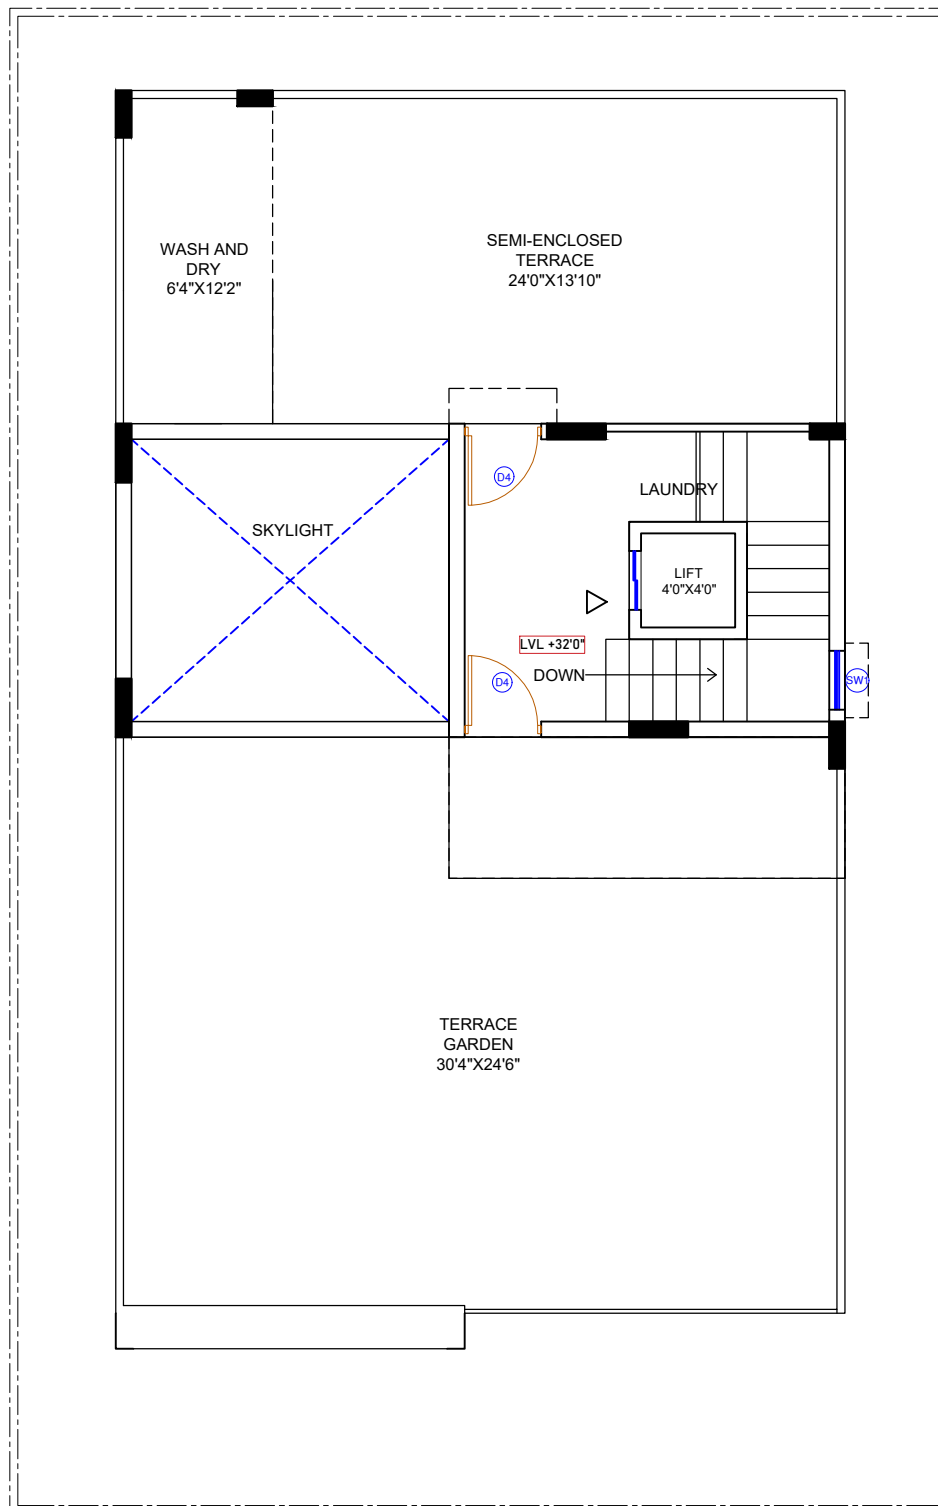 WASH AND
DRY
6'4"X12'2"
SEMI-ENCLOSED
TERRACE
24'0"X13'10"
D4
LAUNDRY
SKYLIGHT
LIFT
4'0"X4'0"
LVL +32'0"
DOWN
D4
SW1
TERRACE
GARDEN
30'4"X24'6"